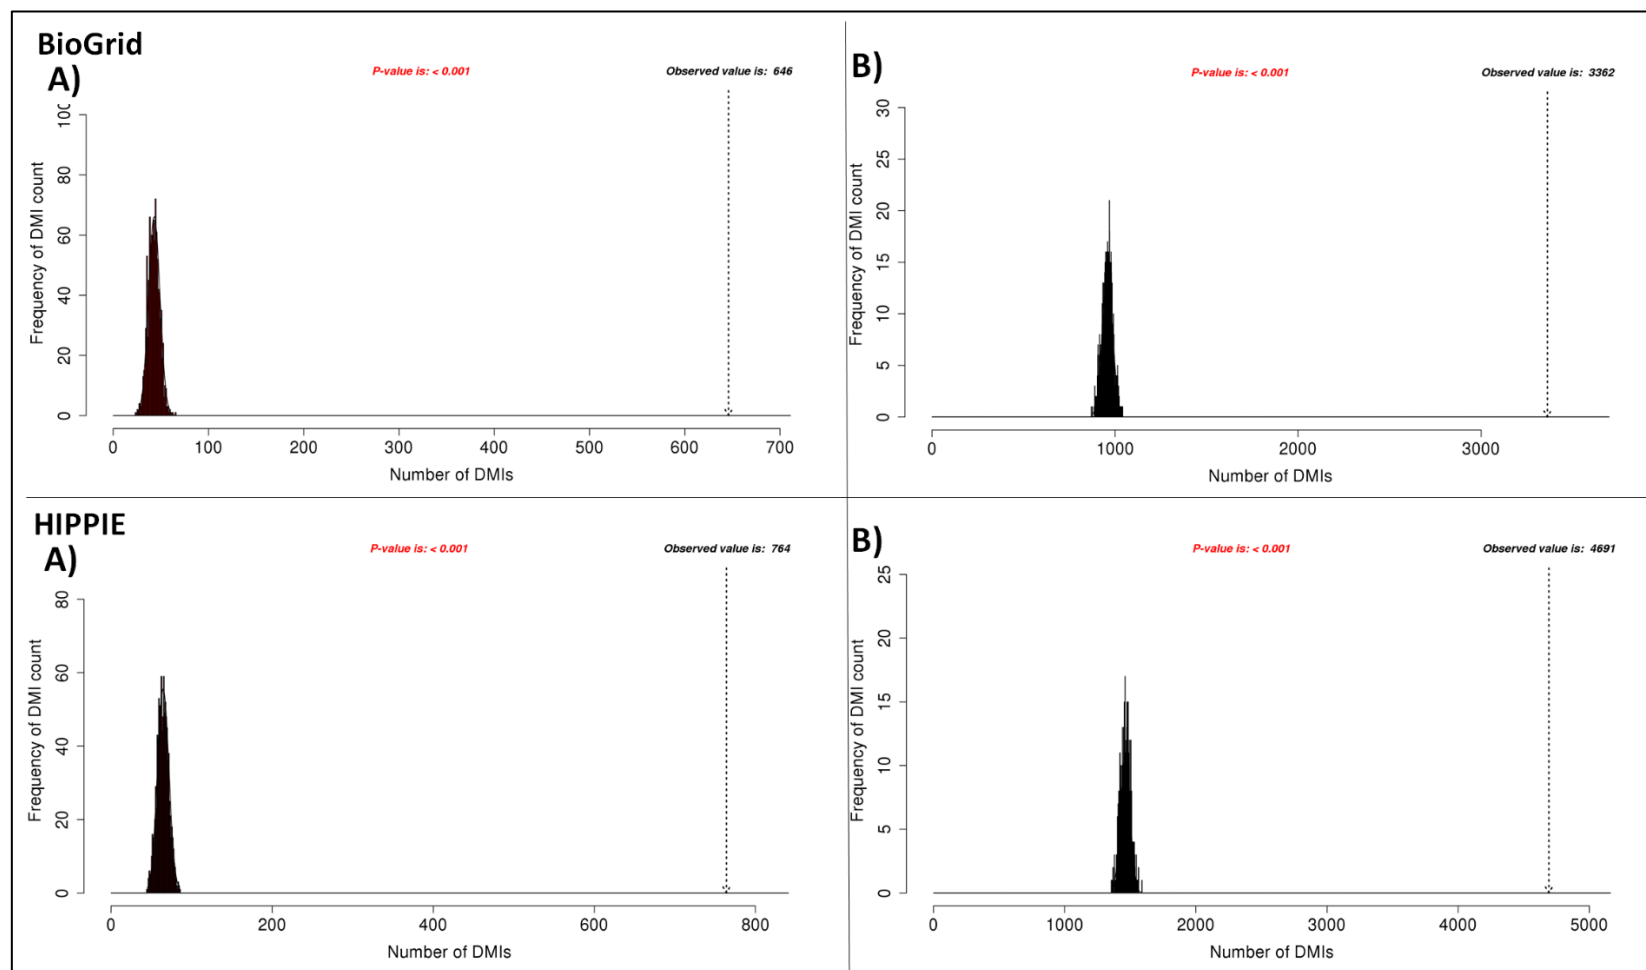 BioGrid
A)
P-value is: < 0.001
Observed value is: 646
Frequency of DMI count
100
80
60
40
20
0
0 100 200 300 400 500 600 700
Number of DMIs
B)
P-value is: < 0.001
Observed value is: 3362
Frequency of DMI count
30
25
20
15
10
5
0
0 1000 2000 3000
Number of DMIs
HIPPIE
A)
P-value is: < 0.001
Observed value is: 764
Frequency of DMI count
80
60
40
20
0
0 200 400 600 800
Number of DMIs
B)
P-value is: < 0.001
Observed value is: 4691
Frequency of DMI count
25
20
15
10
5
0
0 1000 2000 3000 4000 5000
Number of DMIs